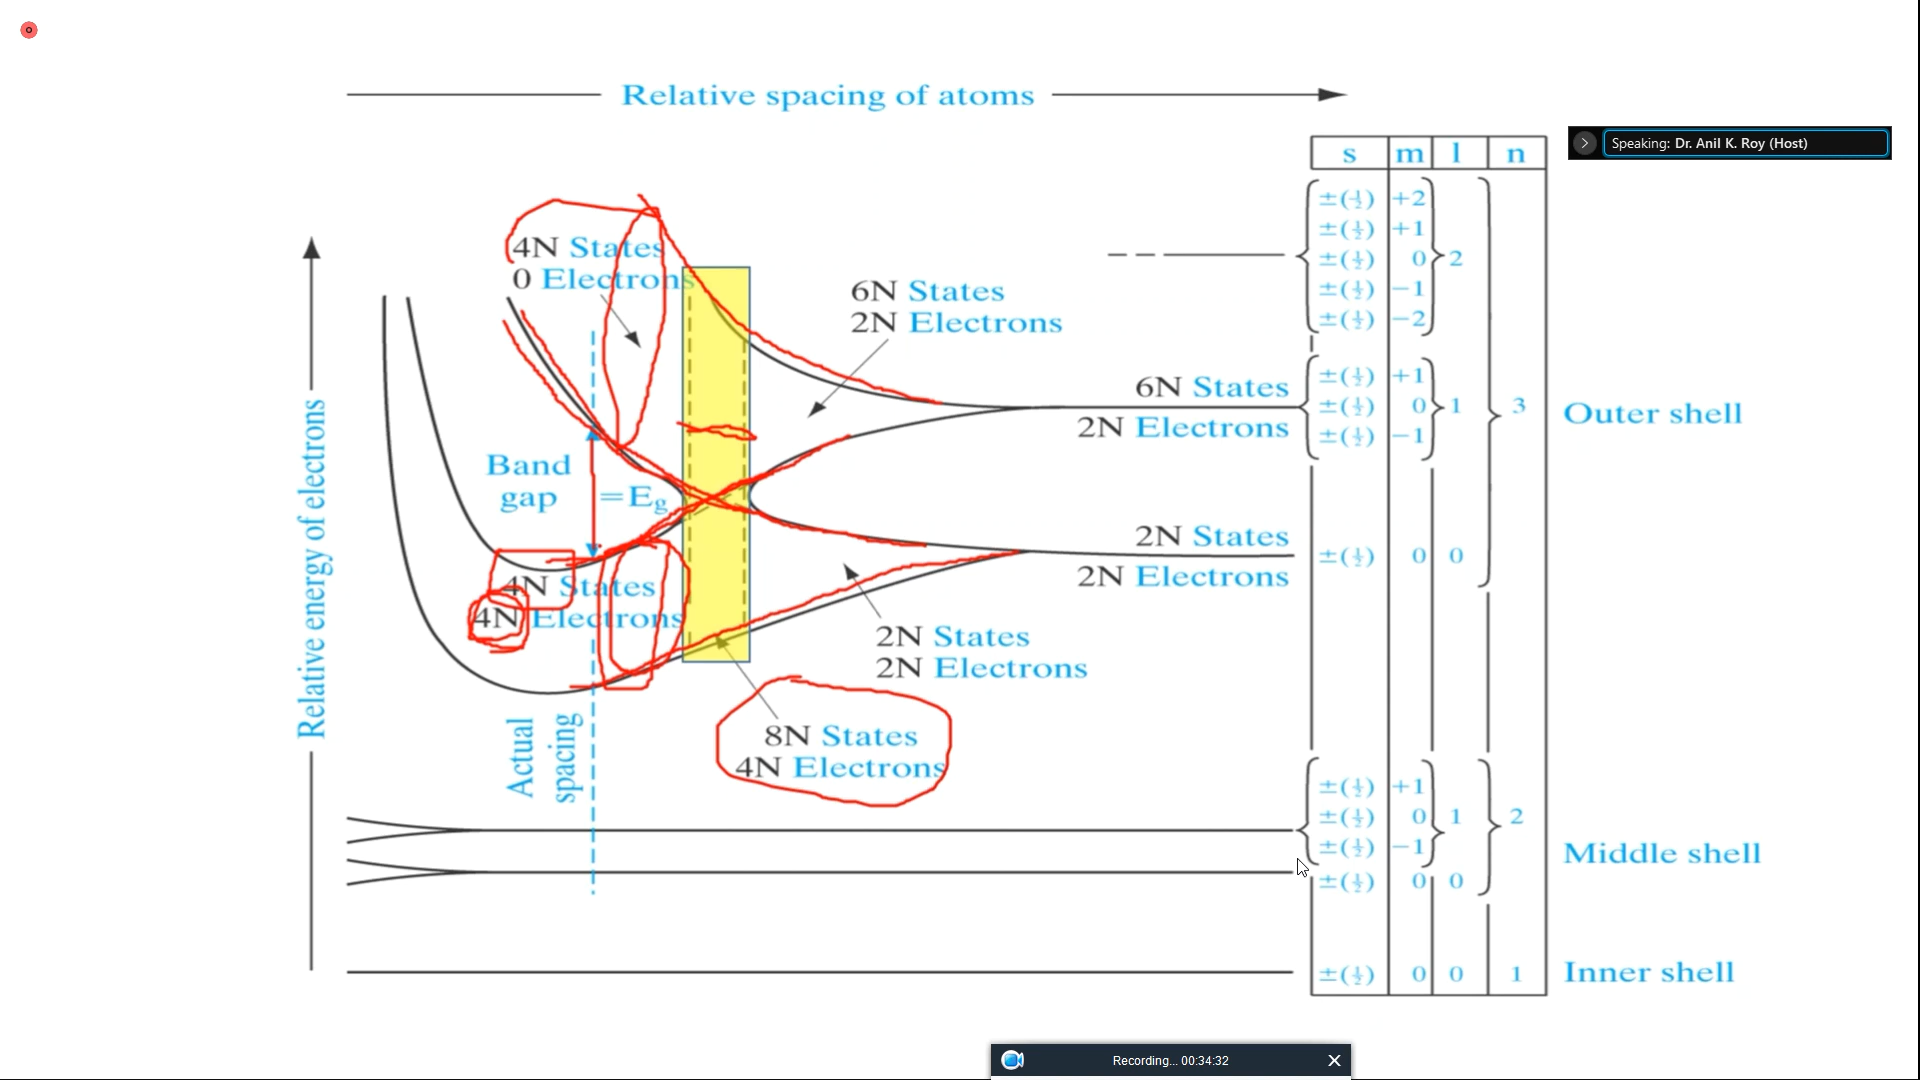 Relative spacing of atoms
Speaking: Dr. Anil K. Roy (Host)
s m l n
±(½) +2
±(½) +1
±(½) 0 2
±(½) −1
±(½) −2
4N States
0 Electrons
6N States
2N Electrons
±(½) +1
6N States
±(½) 0 1 3
2N Electrons
±(½) −1
Outer shell
Relative energy of electrons
Band
gap
=Eg
2N States
±(½) 0 0
2N Electrons
4N States
4N Electrons
2N States
2N Electrons
Actual
spacing
8N States
4N Electrons
±(½) +1
±(½) 0 1 2
±(½) −1
Middle shell
±(½) 0 0
±(½) 0 0 1
Inner shell
Recording... 00:34:32